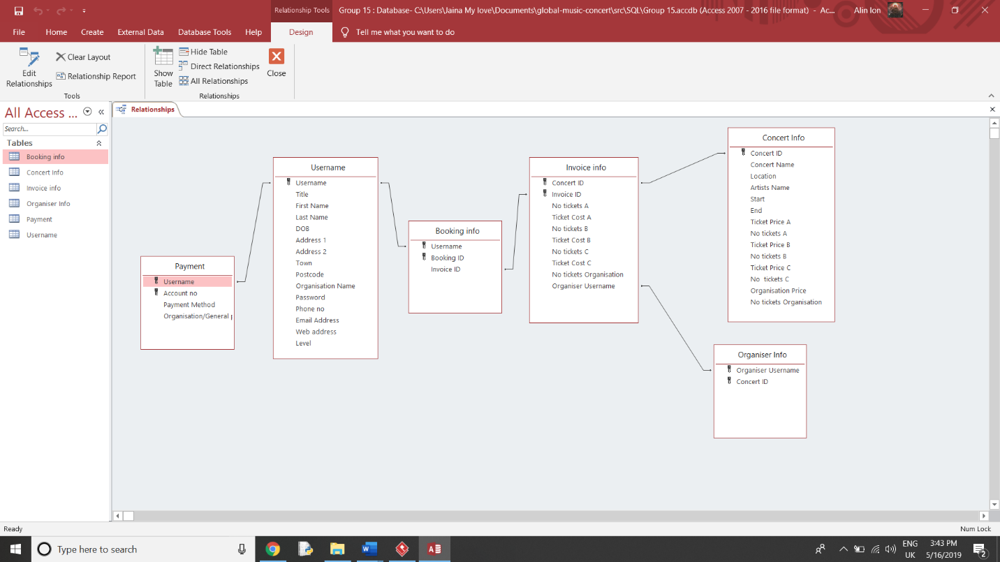 Relationship Tools
Group 15 : Database- C:\Users\Jaina My love\Documents\global-music-concert\src\SQL\Group 15.accdb (Access 2007 - 2016 file format) - Ac...
Alin Ion
File Home Create External Data Database Tools Help Design Tell me what you want to do
Edit Relationships
Clear Layout
Relationship Report
Tools
Show Table
Hide Table
Direct Relationships
All Relationships
Relationships
Close
All Access ...
Search...
Tables
Booking info
Concert Info
Invoice info
Organiser Info
Payment
Username
Relationships
Payment
Username
Account no
Payment Method
Organisation/General
Username
Username
Title
First Name
Last Name
DOB
Address 1
Address 2
Town
Postcode
Organisation Name
Password
Phone no
Email Address
Web address
Level
Booking info
Username
Booking ID
Invoice ID
Invoice info
Concert ID
Invoice ID
No tickets A
Ticket Cost A
No tickets B
Ticket Cost B
No tickets C
Ticket Cost C
No tickets Organisation
Organiser Username
Concert Info
Concert ID
Concert Name
Location
Artists Name
Start
End
Ticket Price A
No tickets A
Ticket Price B
No tickets B
Ticket Price C
No  tickets C
Organisation Price
No tickets Organisation
Organiser Info
Organiser Username
Concert ID
Ready
Num Lock
Type here to search
ENG
UK
3:43 PM
5/16/2019
2